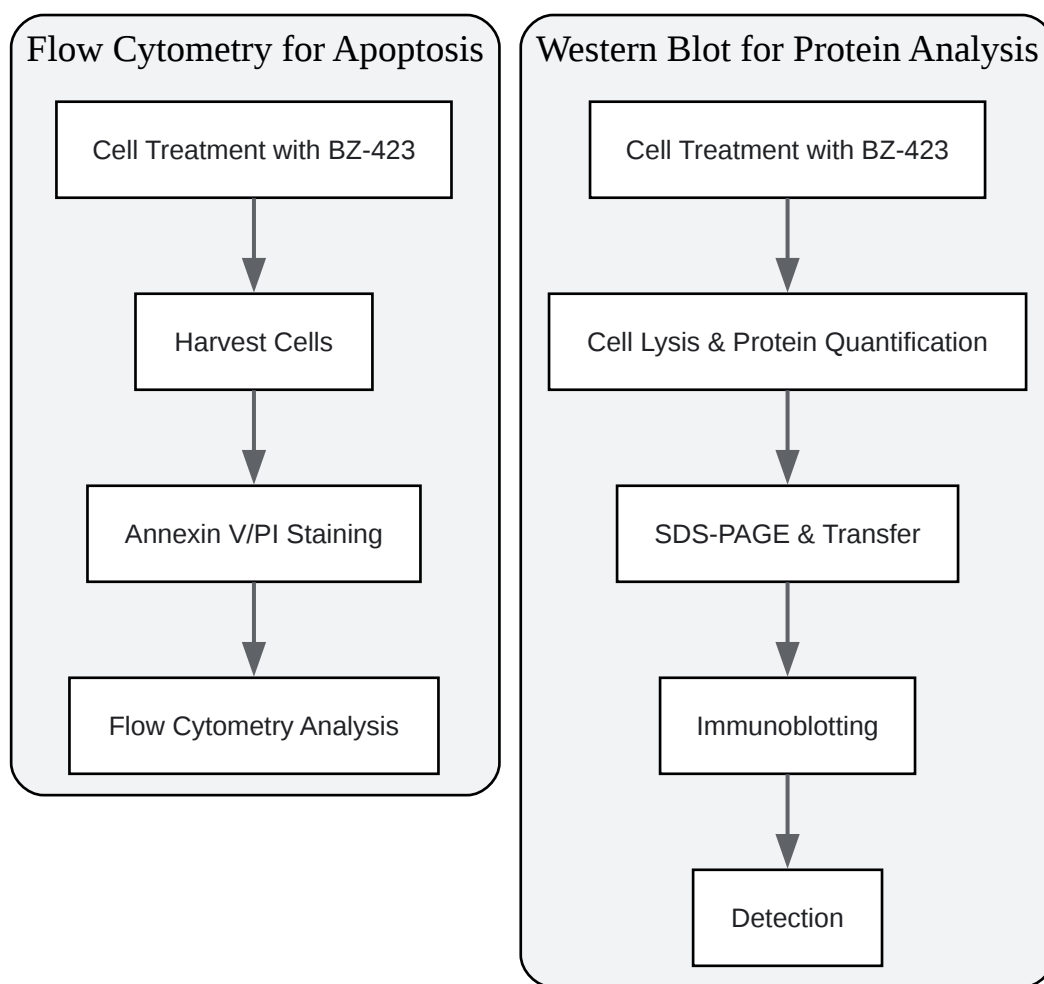 Flow Cytometry for Apoptosis
Cell Treatment with BZ-423
Harvest Cells
Annexin V/PI Staining
Flow Cytometry Analysis
Western Blot for Protein Analysis
Cell Treatment with BZ-423
Cell Lysis & Protein Quantification
SDS-PAGE & Transfer
Immunoblotting
Detection